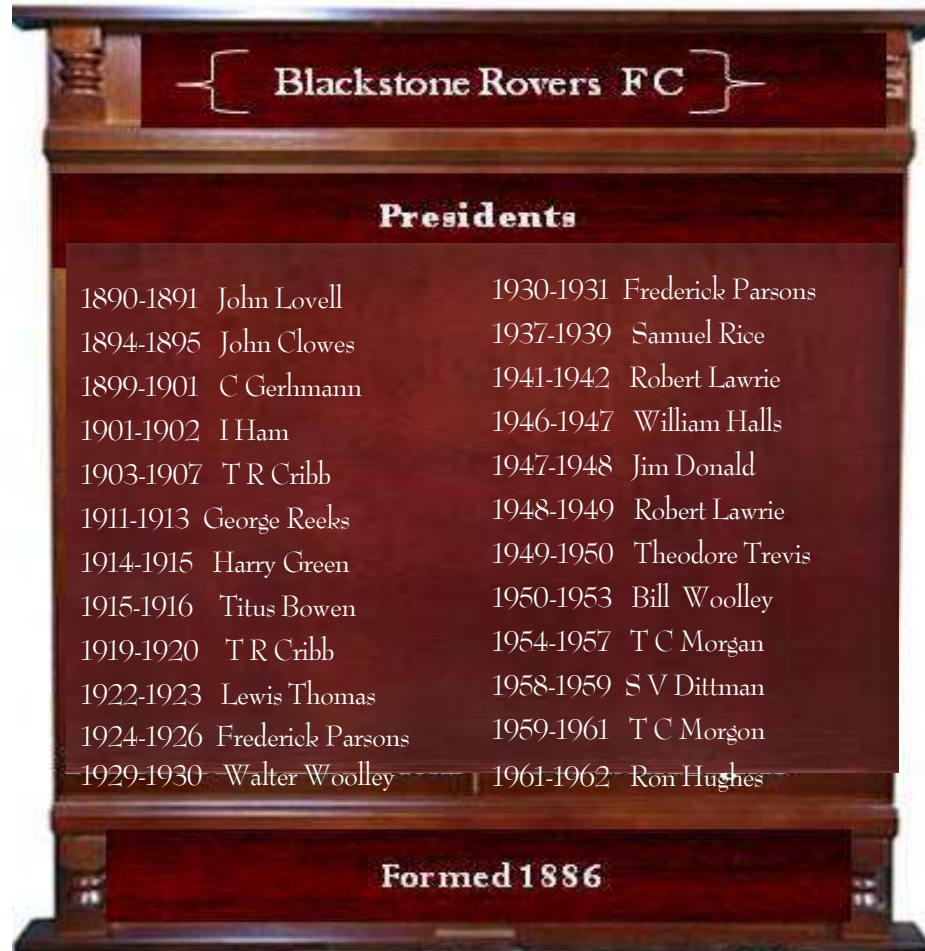 Blackstone Rovers F C
Presidents
1890-1891 John Lovell
1894-1895 John Clowes
1899-1901 C Gerhmann
1901-1902 I Ham
1903-1907 T R Cribb
1911-1913 George Reeks
1914-1915 Harry Green
1915-1916 Titus Bowen
1919-1920 T R Cribb
1922-1923 Lewis Thomas
1924-1926 Frederick Parsons
1929-1930 Walter Woolley
1930-1931 Frederick Parsons
1937-1939 Samuel Rice
1941-1942 Robert Lawrie
1946-1947 William Halls
1947-1948 Jim Donald
1948-1949 Robert Lawrie
1949-1950 Theodore Trevis
1950-1953 Bill Woolley
1954-1957 T C Morgan
1958-1959 S V Dittman
1959-1961 T C Morgon
1961-1962 Ron Hughes
Formed 1886